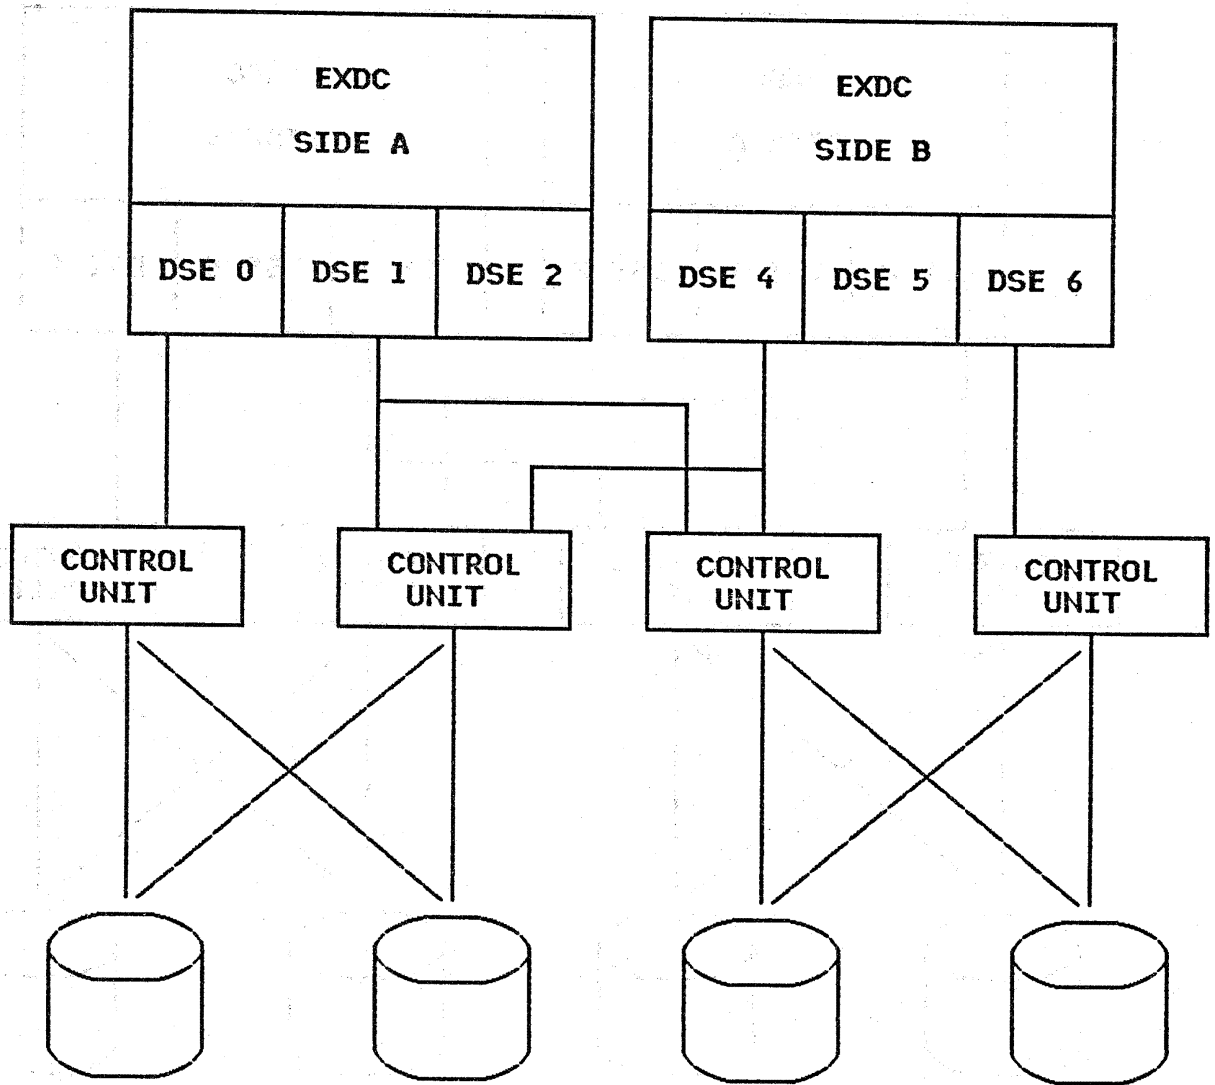 EXDC
SIDE A
EXDC
SIDE B
DSE 0
DSE 1
DSE 2
DSE 4
DSE 5
DSE 6
CONTROL
UNIT
CONTROL
UNIT
CONTROL
UNIT
CONTROL
UNIT